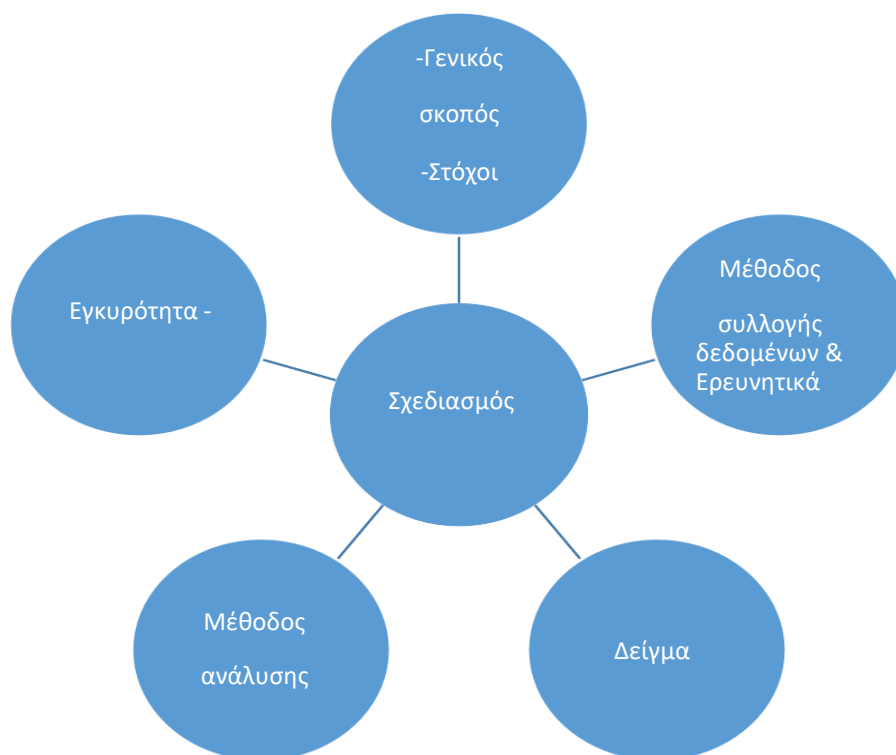 -Γενικός
σκοπός
-Στόχοι
Μέθοδος
συλλογής
δεδομένων &
Ερευνητικά
Εγκυρότητα -
Σχεδιασμός
Μέθοδος
ανάλυσης
Δείγμα